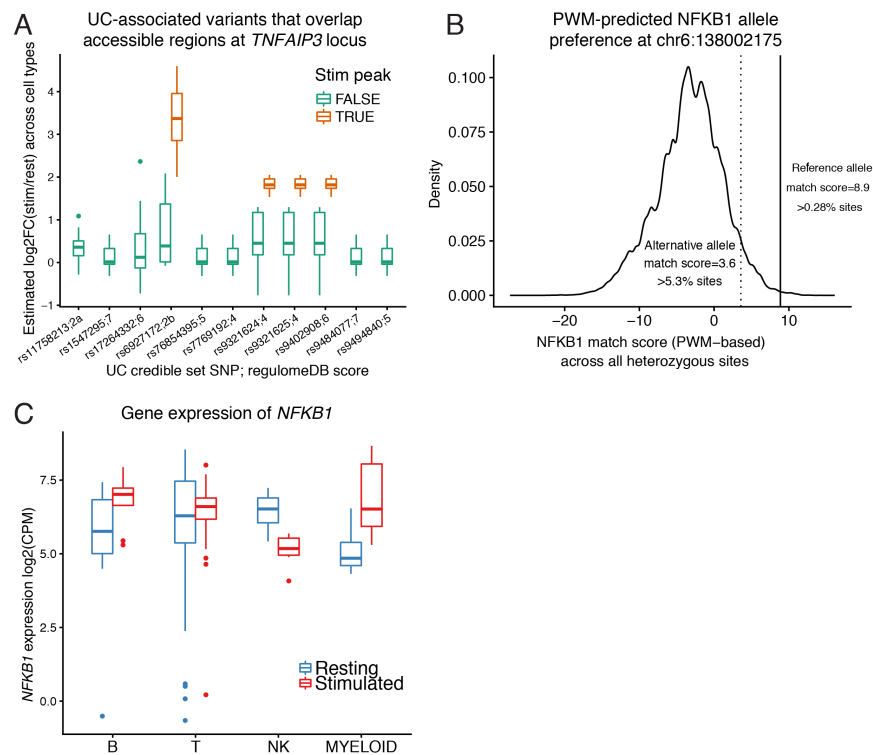 A
UC-associated variants that overlap
accessible regions at TNFAIP3 locus
Estimated log2FC(stim/rest) across cell types
4
3
2
1
0
−1
Stim peak
FALSE
TRUE
rs11758213;2a
rs1547295;7
rs17264332;6
rs6927172;2b
rs76854395;5
rs7769192;4
rs9321624;4
rs9321625;4
rs9402908;6
rs9484077;7
rs9494840;5
UC credible set SNP; regulomeDB score
B
PWM-predicted NFKB1 allele
preference at chr6:138002175
Density
0.100
0.075
0.050
0.025
0.000
Reference allele
match score=8.9
>0.28% sites
Alternative allele
match score=3.6
>5.3% sites
−20
−10
0
10
NFKB1 match score (PWM−based)
across all heterozygous sites
C
Gene expression of NFKB1
NFKB1 expression log2(CPM)
7.5
5.0
2.5
0.0
Resting
Stimulated
B
T
NK
MYELOID